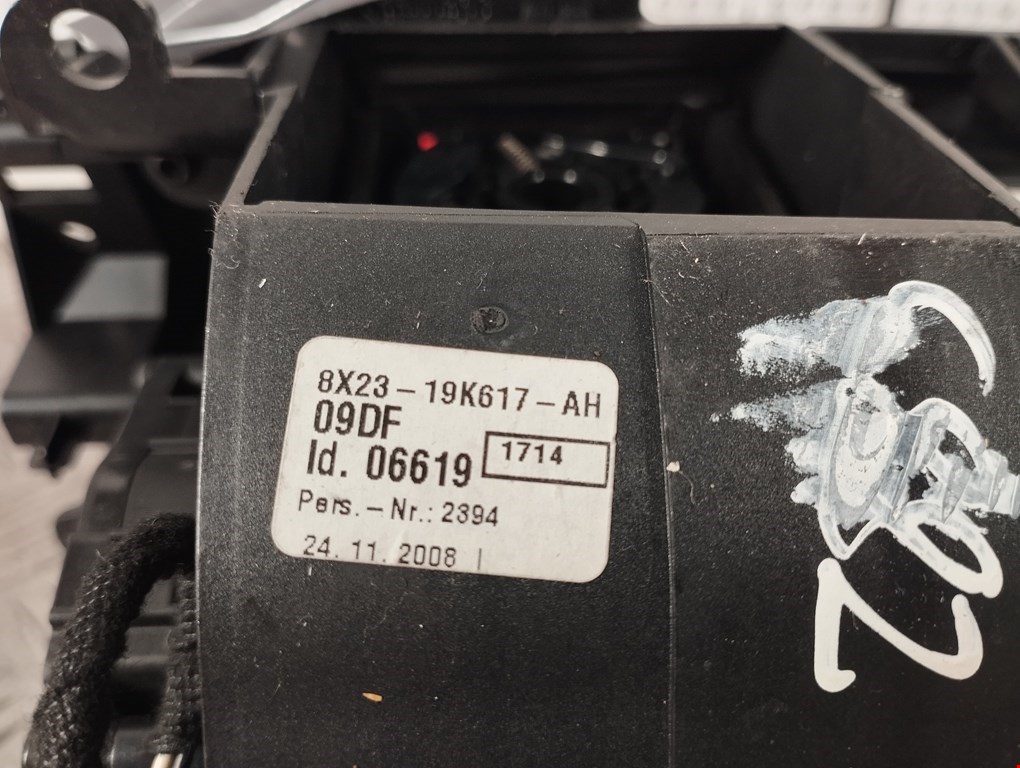 8X23-19K617-AH
09DF
Id. 06619 1714
Pers.-Nr.: 2394
24. 11. 2008 |